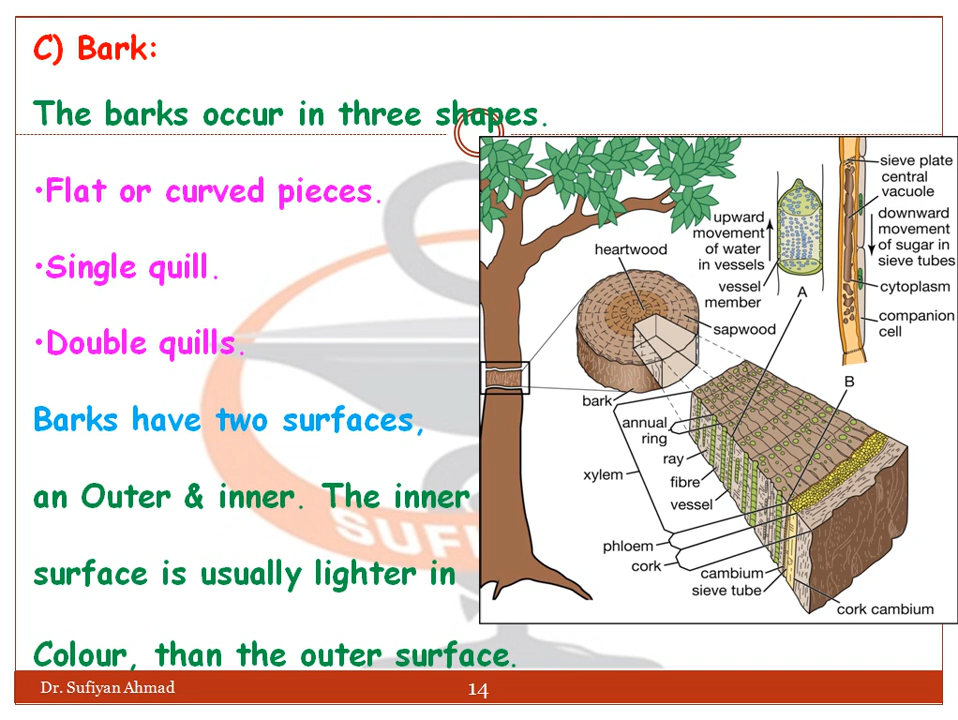 C) Bark:
The barks occur in three shapes.
•Flat or curved pieces.
•Single quill.
•Double quills.
Barks have two surfaces,
an Outer & inner. The inner
surface is usually lighter in
Colour, than the outer surface.
sieve plate
central
vacuole
downward
movement
of sugar in
sieve tubes
cytoplasm
companion
cell
B
upward
movement
of water
in vessels
vessel
member
A
heartwood
sapwood
bark
annual
ring
ray
xylem
fibre
vessel
phloem
cork
cambium
sieve tube
cork cambium
SUFI
Dr. Sufiyan Ahmad
14